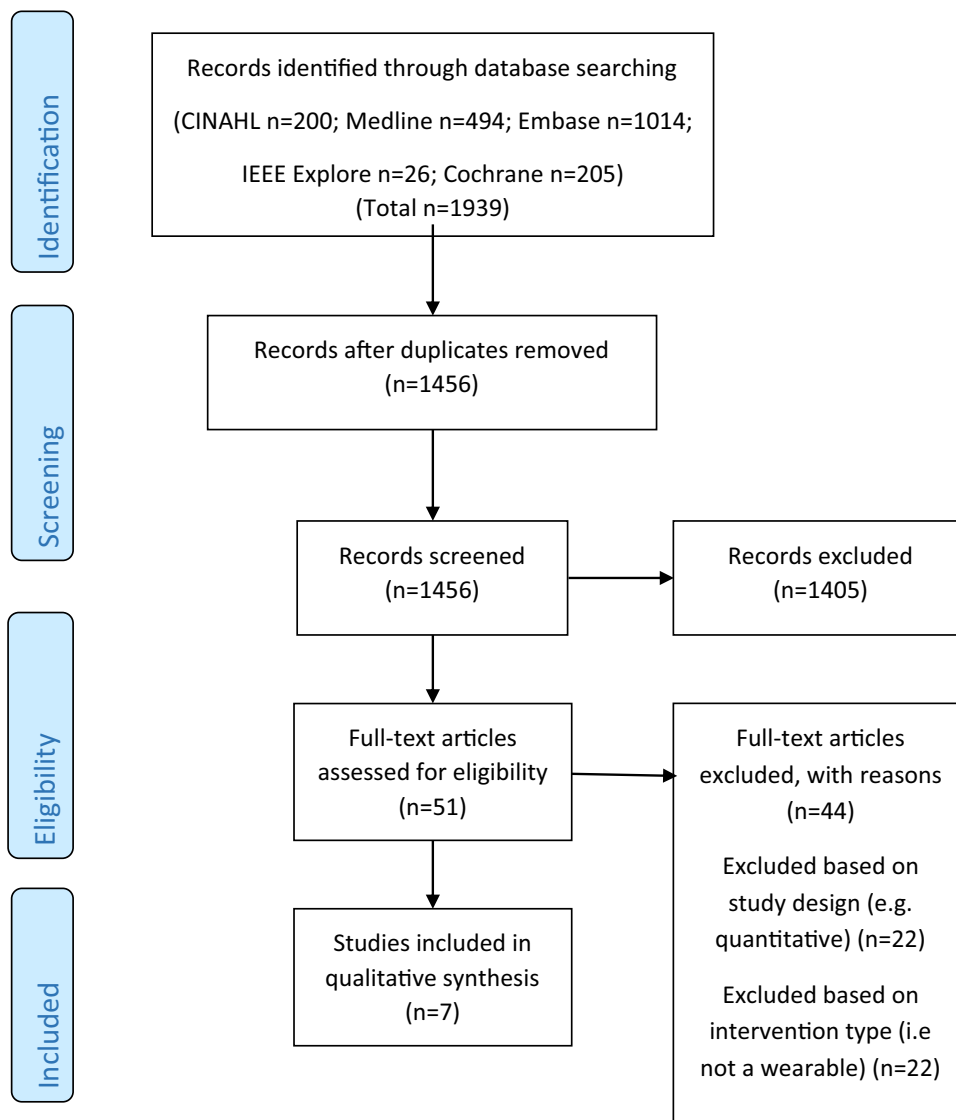 Identification
Records identified through database searching
(CINAHL n=200; Medline n=494; Embase n=1014;
IEEE Explore n=26; Cochrane n=205)
(Total n=1939)
Screening
Records after duplicates removed
(n=1456)
Records screened
(n=1456)
Records excluded
(n=1405)
Eligibility
Full-text articles
assessed for eligibility
(n=51)
Full-text articles
excluded, with reasons
(n=44)
Excluded based on
study design (e.g.
quantitative) (n=22)
Excluded based on
intervention type (i.e
not a wearable) (n=22)
Included
Studies included in
qualitative synthesis
(n=7)